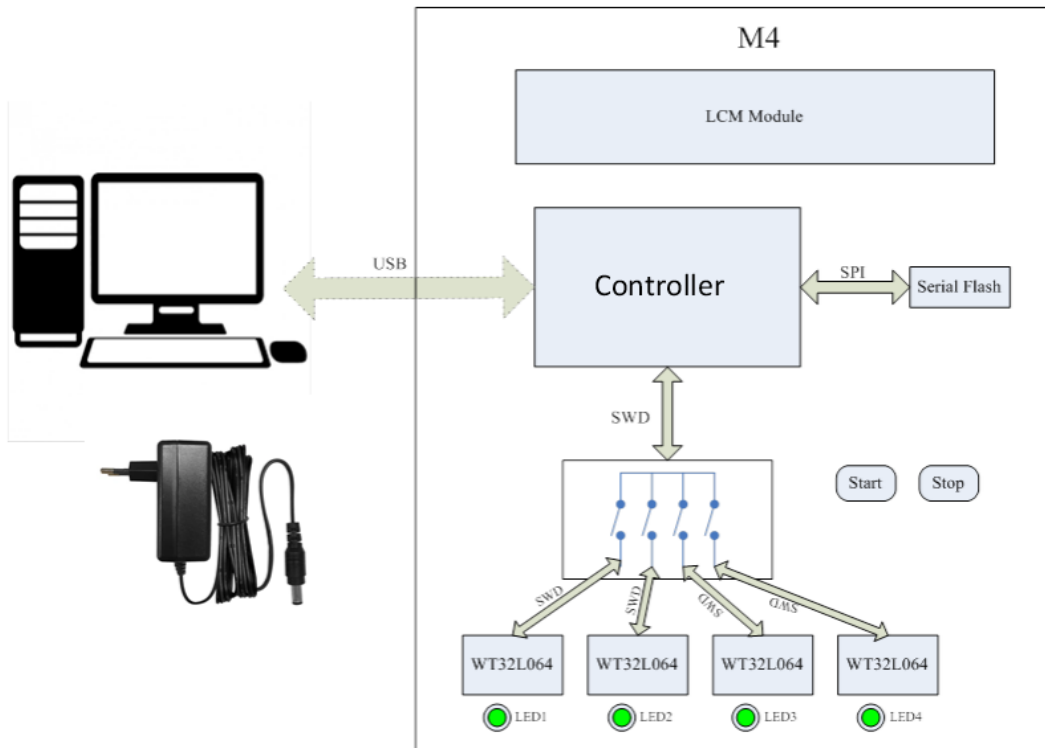 M4
LCM Module
USB
Controller
SPI
Serial Flash
SWD
Start
Stop
SWD
SWD
SWD
SWD
WT32L064
WT32L064
WT32L064
WT32L064
LED1
LED2
LED3
LED4